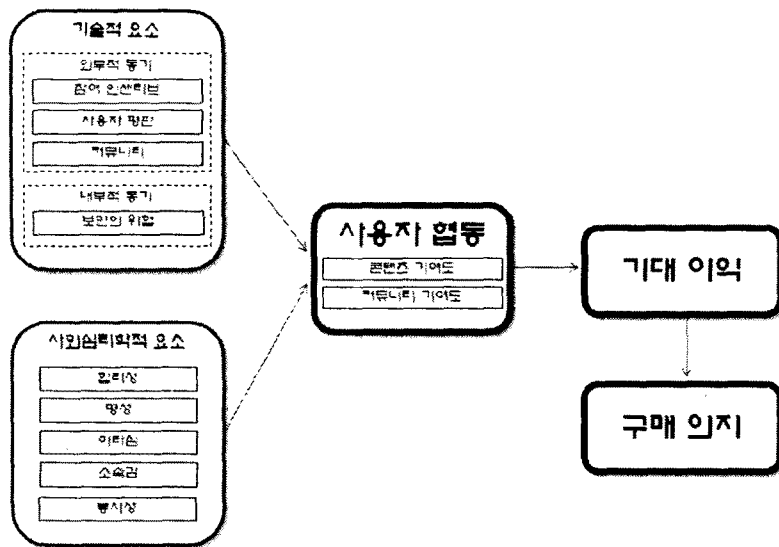 기술적 요소
외부적 동기
참여 인센티브
사용자 평판
커뮤니티
내부적 동기
보안의 위협
사용자 협동
콘텐츠 기여도
커뮤니티 기여도
기대 이익
구매 의지
사회심리학적 요소
합리성
명성
이타심
소속감
봉사성